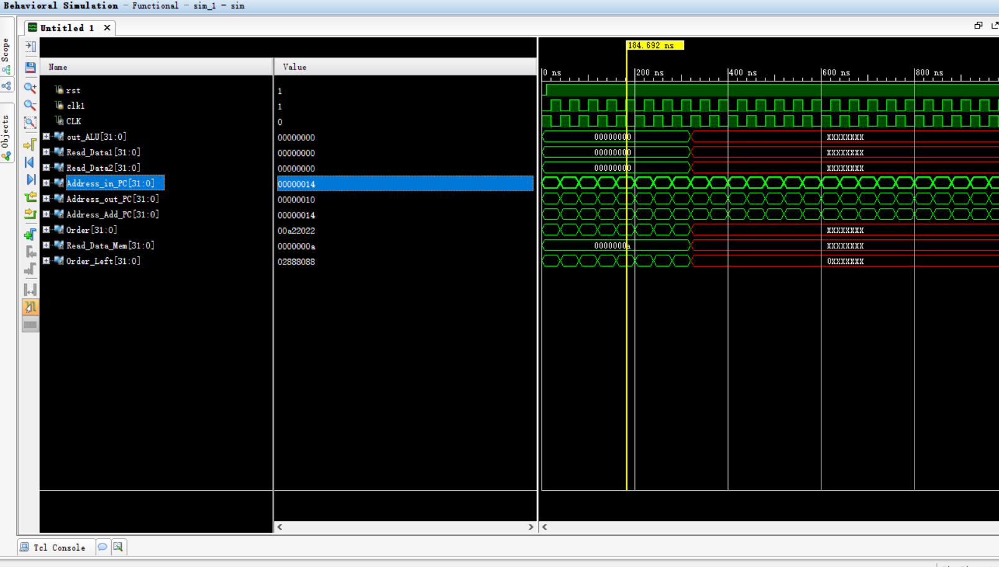 Behavioral Simulation - Functional - sim_1 - sim
Scope
Objects
Untitled 1
Name
Value
184.692 ns
0 ns
200 ns
400 ns
600 ns
800 ns
rst 1
clk1 1
CLK 0
out_ALU[31:0] 00000000 00000000 XXXXXXXX
Read_Data1[31:0] 00000000 00000000 XXXXXXXX
Read_Data2[31:0] 00000000 00000000 XXXXXXXX
Address_in_PC[31:0] 00000014
Address_out_PC[31:0] 00000010
Address_Add_PC[31:0] 00000014
Order[31:0] 00a22022 XXXXXXXX
Read_Data_Mem[31:0] 0000000a 0000000a XXXXXXXX
Order_Left[31:0] 02888088 0XXXXXXX
Tcl Console